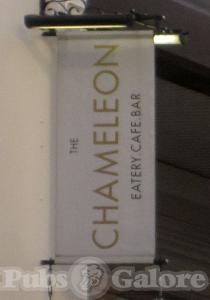 THE
CHAMELEON
EATERY.CAFE.BAR
Pubs Galore